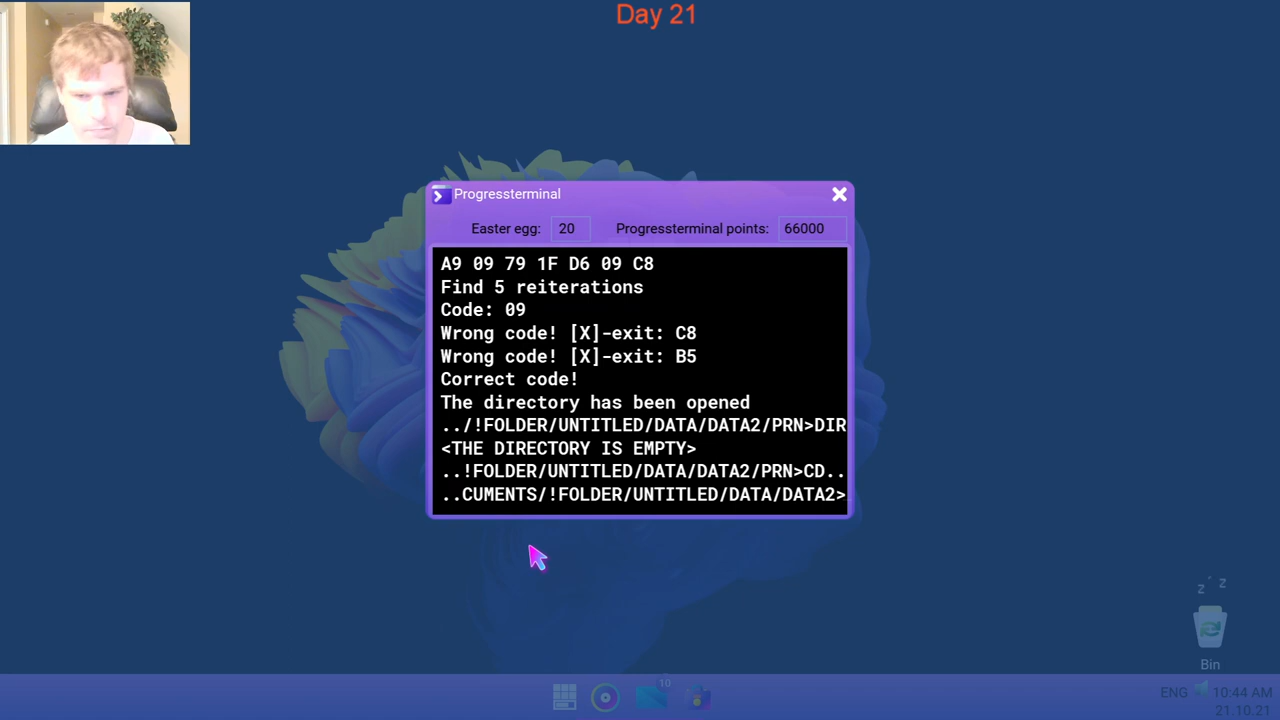 Day 21
Progressterminal
Easter egg: 20 Progressterminal points: 66000
A9 09 79 1F D6 09 C8
Find 5 reiterations
Code: 09
Wrong code! [X]-exit: C8
Wrong code! [X]-exit: B5
Correct code!
The directory has been opened
../!FOLDER/UNTITLED/DATA/DATA2/PRN>DIR
<THE DIRECTORY IS EMPTY>
..!FOLDER/UNTITLED/DATA/DATA2/PRN>CD..
..CUMENTS/!FOLDER/UNTITLED/DATA/DATA2>
z z z
Bin
10
ENG 10:44 AM
21.10.21